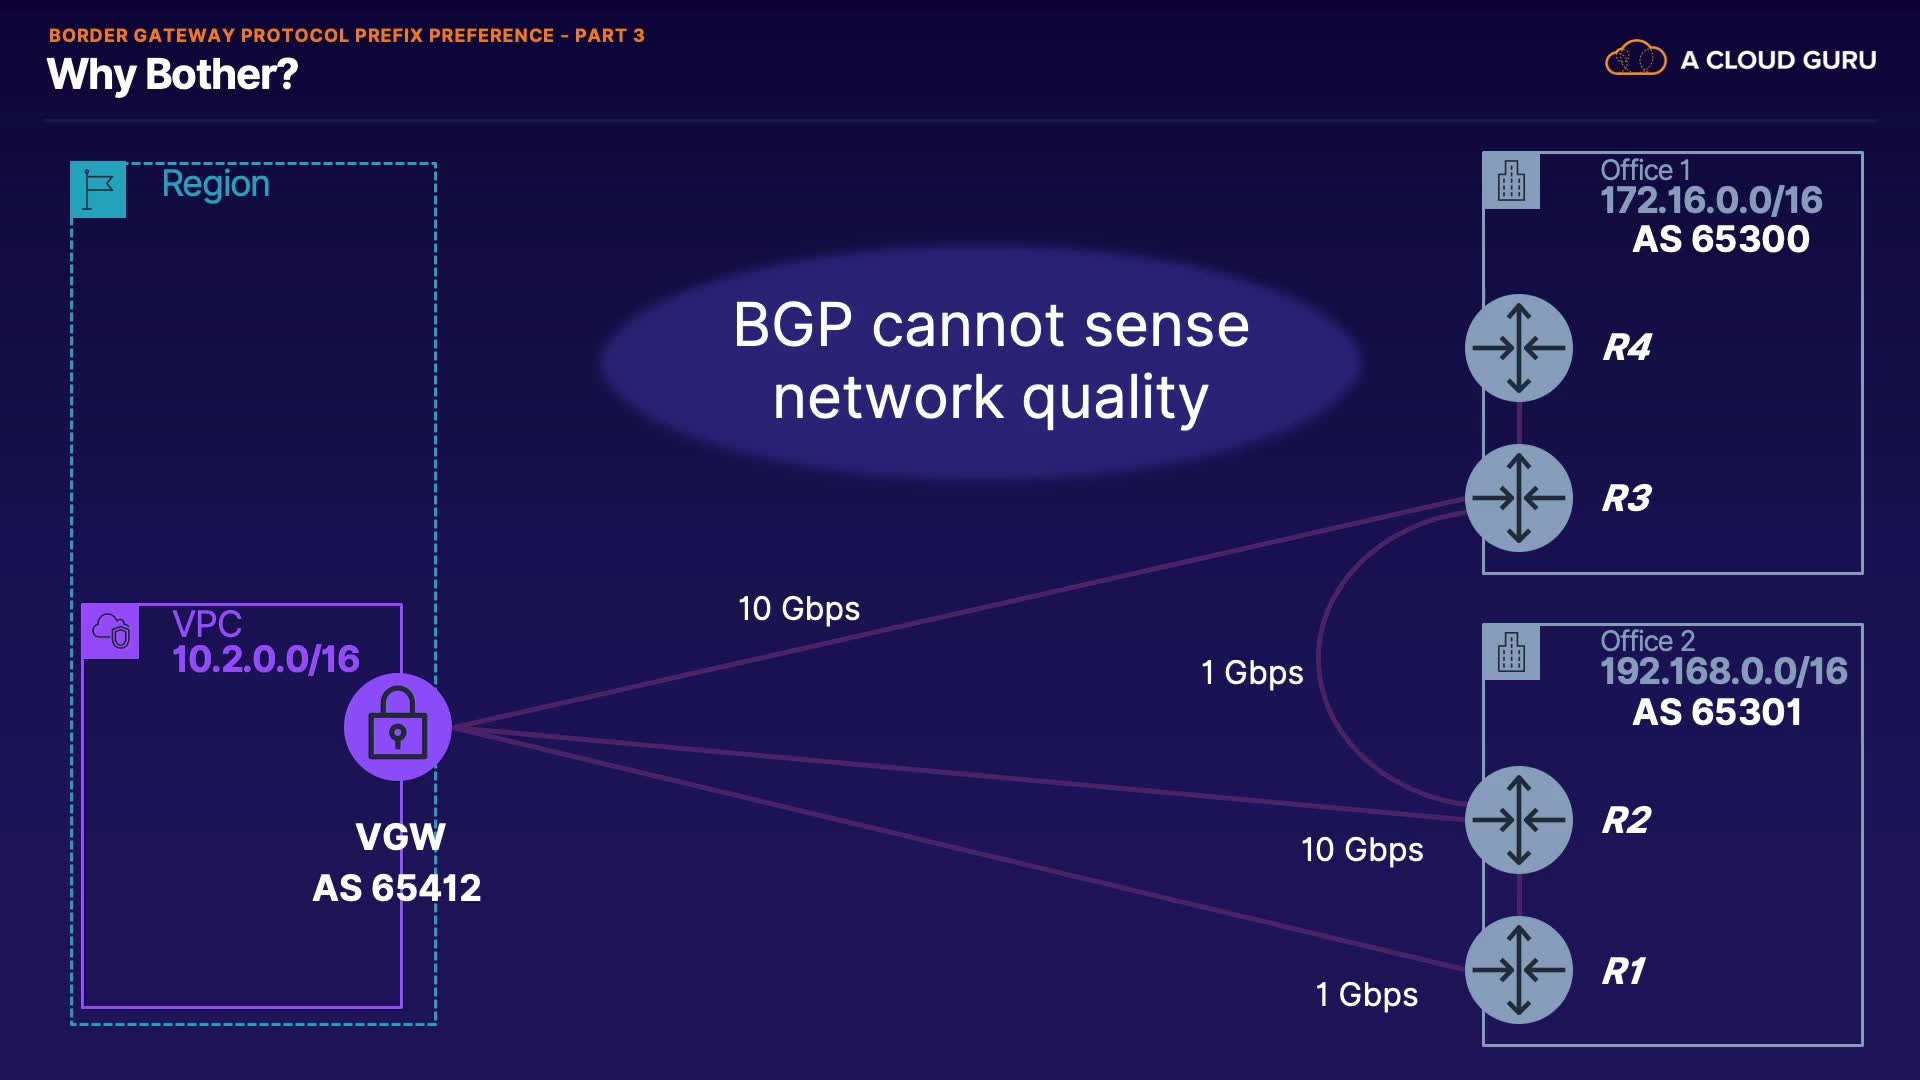 BORDER GATEWAY PROTOCOL PREFIX PREFERENCE - PART 3
Why Bother?
A CLOUD GURU
Region
Office 1
172.16.0.0/16
AS 65300
BGP cannot sense
network quality
R4
R3
10 Gbps
VPC
10.2.0.0/16
1 Gbps
Office 2
192.168.0.0/16
AS 65301
VGW
AS 65412
R2
10 Gbps
R1
1 Gbps